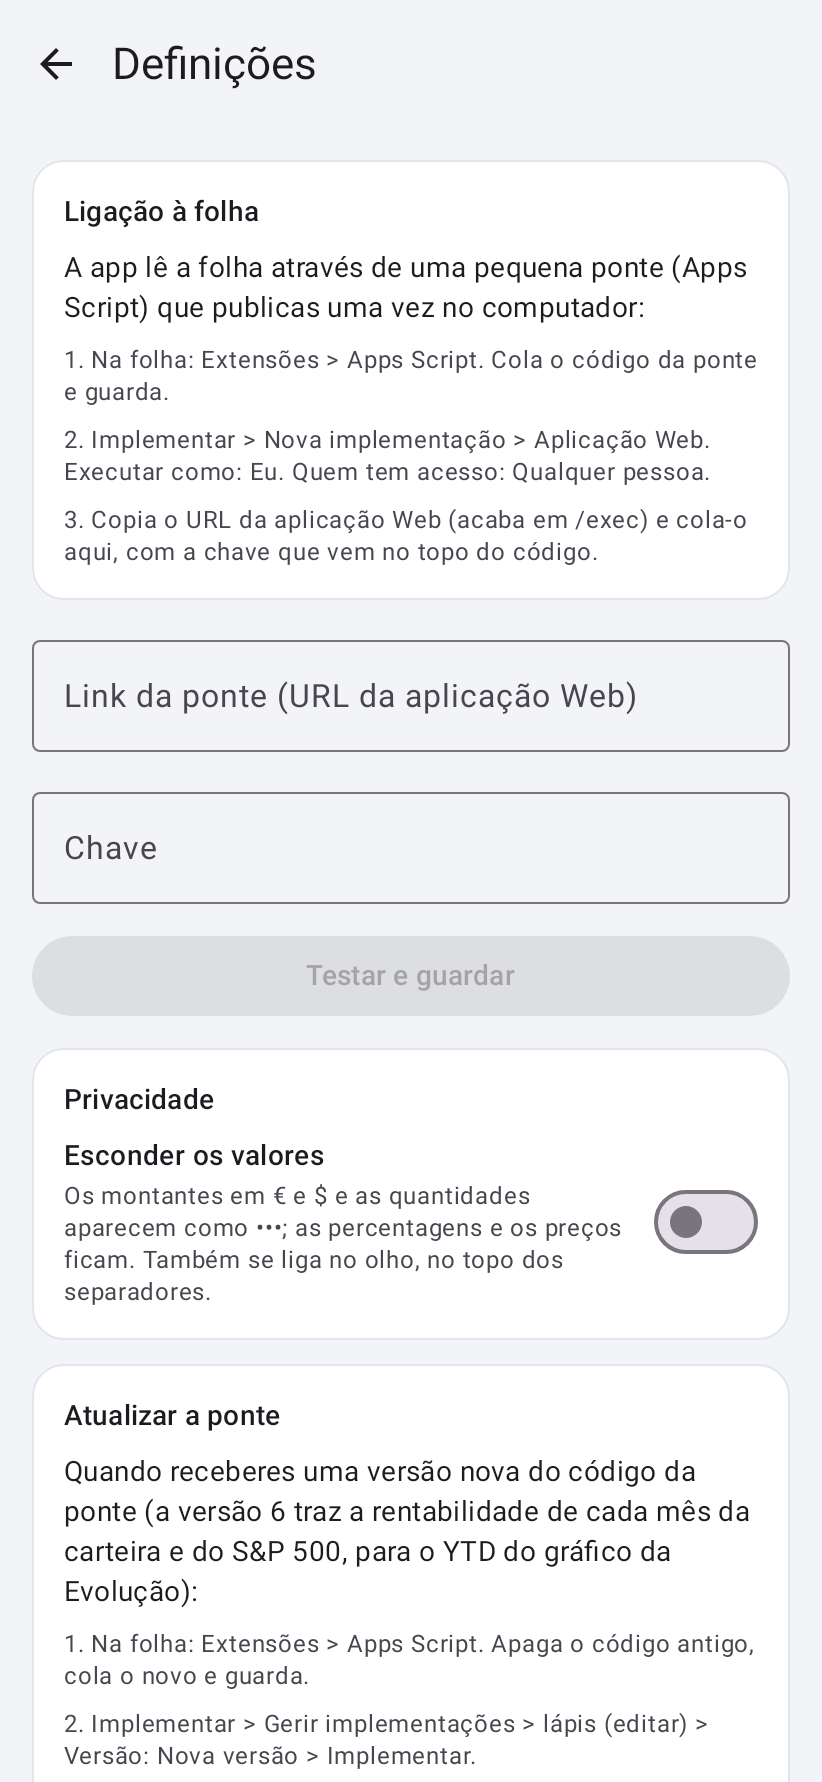 Definições
Ligação à folha
A app lê a folha através de uma pequena ponte (Apps
Script) que publicas uma vez no computador:
1. Na folha: Extensões > Apps Script. Cola o código da ponte
e guarda.
2. Implementar > Nova implementação > Aplicação Web.
Executar como: Eu. Quem tem acesso: Qualquer pessoa.
3. Copia o URL da aplicação Web (acaba em /exec) e cola-o
aqui, com a chave que vem no topo do código.
Link da ponte (URL da aplicação Web)
Chave
Testar e guardar
Privacidade
Esconder os valores
Os montantes em € e $ e as quantidades
aparecem como •••; as percentagens e os preços
ficam. Também se liga no olho, no topo dos
separadores.
Atualizar a ponte
Quando receberes uma versão nova do código da
ponte (a versão 6 traz a rentabilidade de cada mês da
carteira e do S&P 500, para o YTD do gráfico da
Evolução):
1. Na folha: Extensões > Apps Script. Apaga o código antigo,
cola o novo e guarda.
2. Implementar > Gerir implementações > lápis (editar) >
Versão: Nova versão > Implementar.